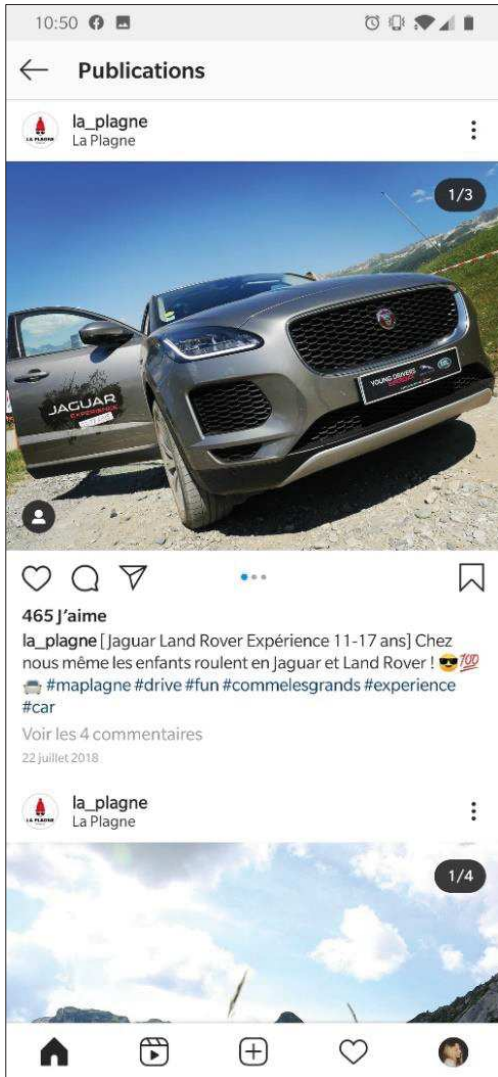 10:50
Publications
la_plagne
La Plagne
1/3
JAGUAR
EXPERIENCE
YOUNG DRIVERS
EXPERIENCE
465 J'aime
la_plagne [Jaguar Land Rover Expérience 11-17 ans] Chez
nous même les enfants roulent en Jaguar et Land Rover ! 😎💯
🚘 #maplagne #drive #fun #commelesgrands #experience
#car
Voir les 4 commentaires
22 juillet 2018
la_plagne
La Plagne
1/4